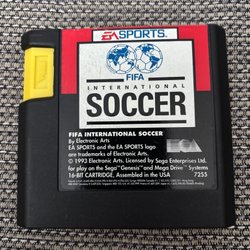 EA SPORTS™
FIFA
INTERNATIONAL
SOCCER
FIFA INTERNATIONAL SOCCER
By Electronic Arts
EA SPORTS and the EA SPORTS logo
are trademarks of Electronic Arts.
© 1993 Electronic Arts. Licensed by Sega Enterprises Ltd.
for play on the Sega™ Genesis™ and Mega Drive™ Systems
16-BIT CARTRIDGE, Assembled in the USA 7255